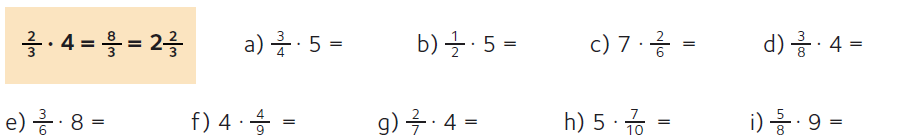 2/3 · 4 = 8/3 = 2 2/3 a) 3/4 · 5 = b) 1/2 · 5 = c) 7 · 2/6 = d) 3/8 · 4 =
e) 3/6 · 8 = f) 4 · 4/9 = g) 2/7 · 4 = h) 5 · 7/10 = i) 5/8 · 9 =